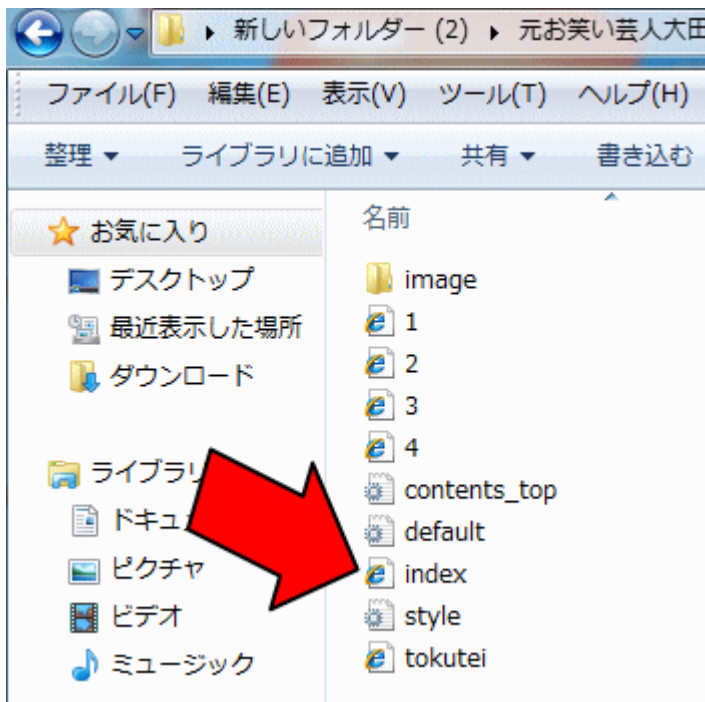 新しいフォルダー (2) 元お笑い芸人大田
ファイル(F) 編集(E) 表示(V) ツール(T) ヘルプ(H)
整理 ライブラリに追加 共有 書き込む
お気に入り
デスクトップ
最近表示した場所
ダウンロード
ライブラリ
ドキュ
ピクチャ
ビデオ
ミュージック
名前
image
1
2
3
4
contents_top
default
index
style
tokutei